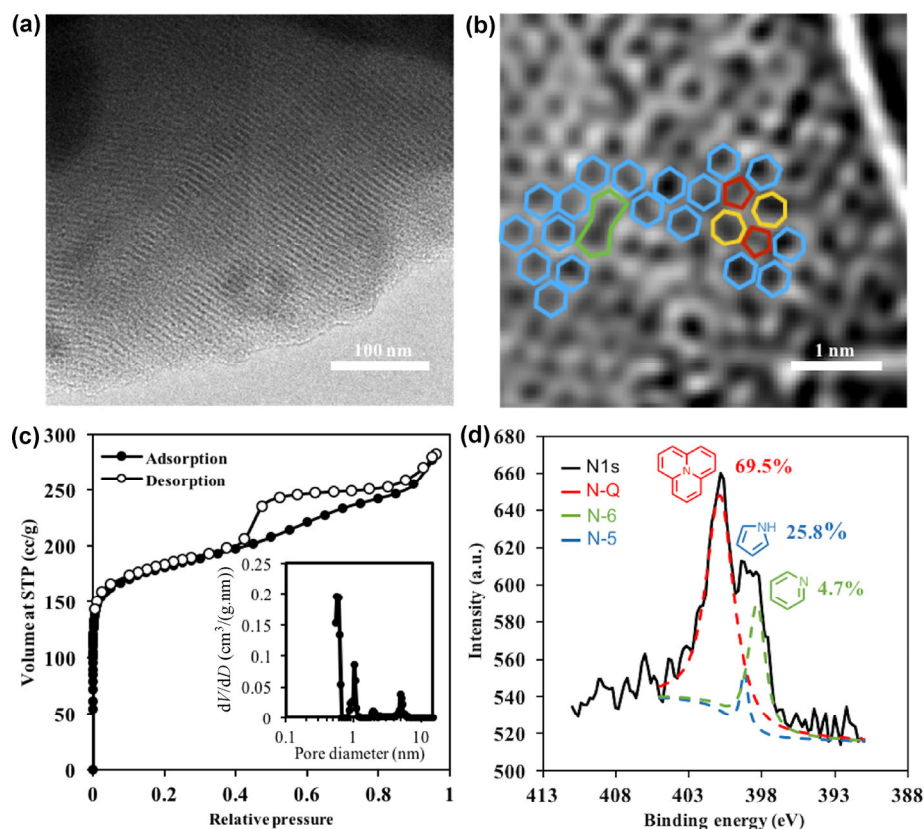 (a)
100 nm
(b)
1 nm
(c)
300
250
200
150
100
50
0
Volume at STP (cc/g)
Adsorption
Desorption
0.25
0.2
0.15
0.1
0.05
0
dV/dD (cm³/(g.nm))
0.1
1
10
Pore diameter (nm)
0
0.2
0.4
0.6
0.8
1
Relative pressure
(d)
680
660
640
620
600
580
560
540
520
500
Intensity (a.u.)
N1s
N-Q
N-6
N-5
N
69.5%
NH
25.8%
N
4.7%
413
408
403
398
393
388
Binding energy (eV)